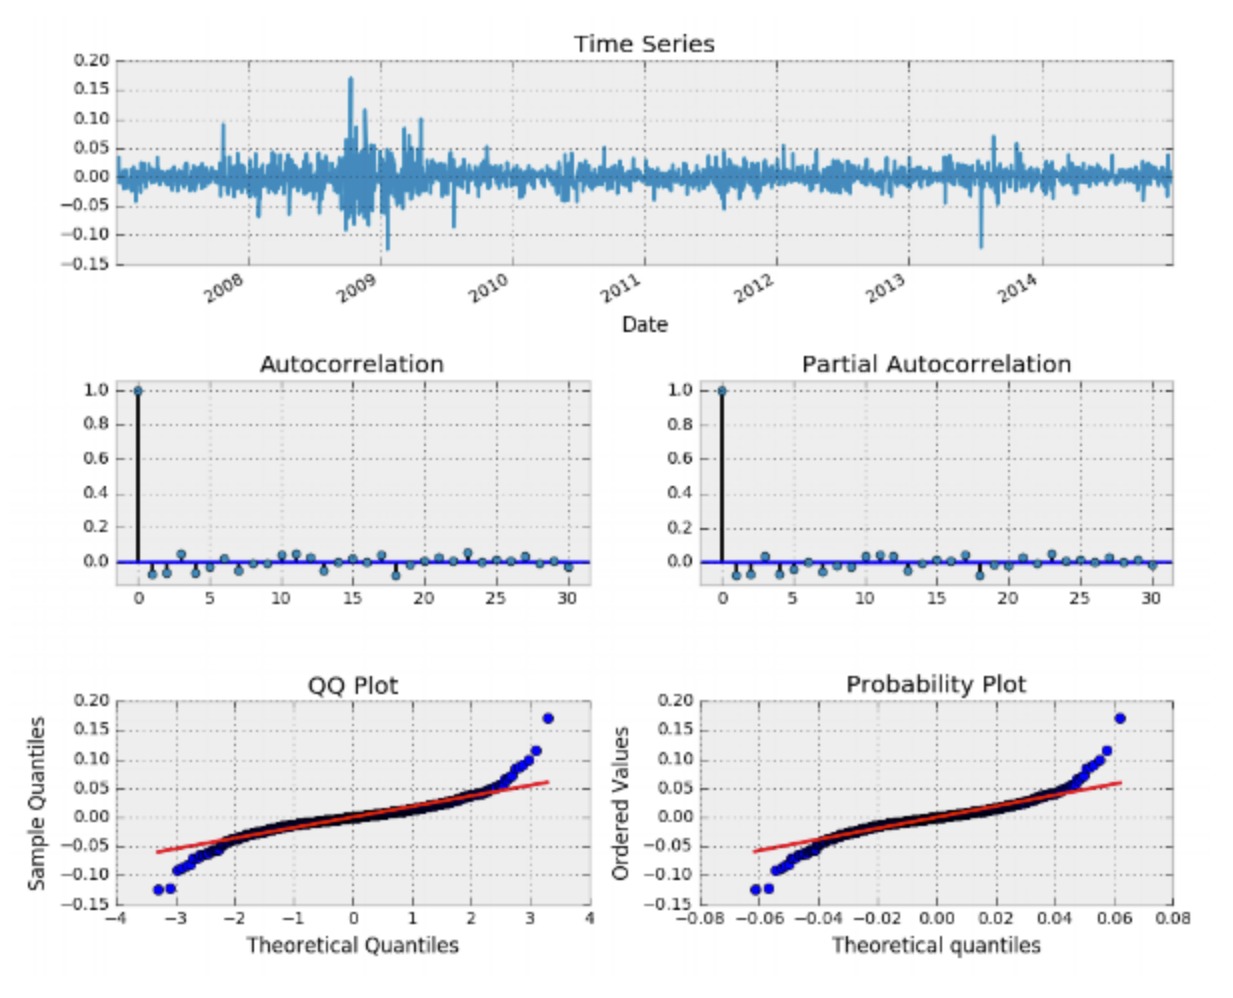 Time Series
0.20
0.15
0.10
0.05
0.00
−0.05
−0.10
−0.15
2008 2009 2010 2011 2012 2013 2014
Date
Autocorrelation
1.0
0.8
0.6
0.4
0.2
0.0
0 5 10 15 20 25 30
Partial Autocorrelation
1.0
0.8
0.6
0.4
0.2
0.0
0 5 10 15 20 25 30
QQ Plot
Sample Quantiles
0.20
0.15
0.10
0.05
0.00
−0.05
−0.10
−0.15
−4 −3 −2 −1 0 1 2 3 4
Theoretical Quantiles
Probability Plot
Ordered Values
0.20
0.15
0.10
0.05
0.00
−0.05
−0.10
−0.15
−0.08 −0.06 −0.04 −0.02 0.00 0.02 0.04 0.06 0.08
Theoretical quantiles